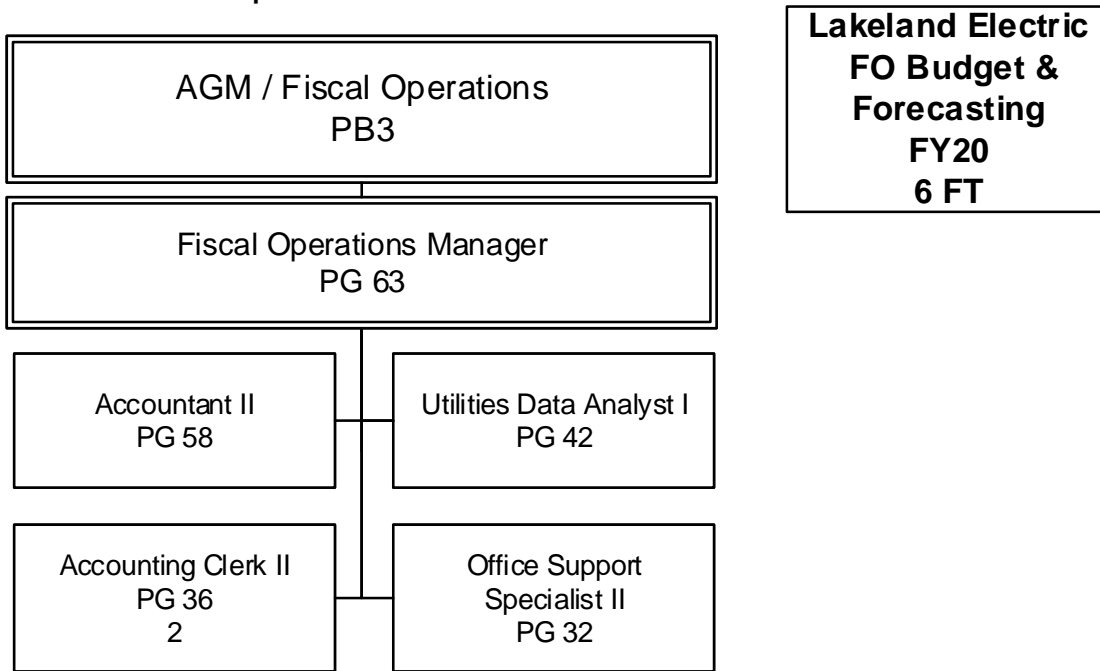 Lakeland Electric
FO Budget &
Forecasting
FY20
6 FT
AGM / Fiscal Operations
PB3
Fiscal Operations Manager
PG 63
Accountant II
PG 58
Utilities Data Analyst I
PG 42
Accounting Clerk II
PG 36
2
Office Support
Specialist II
PG 32